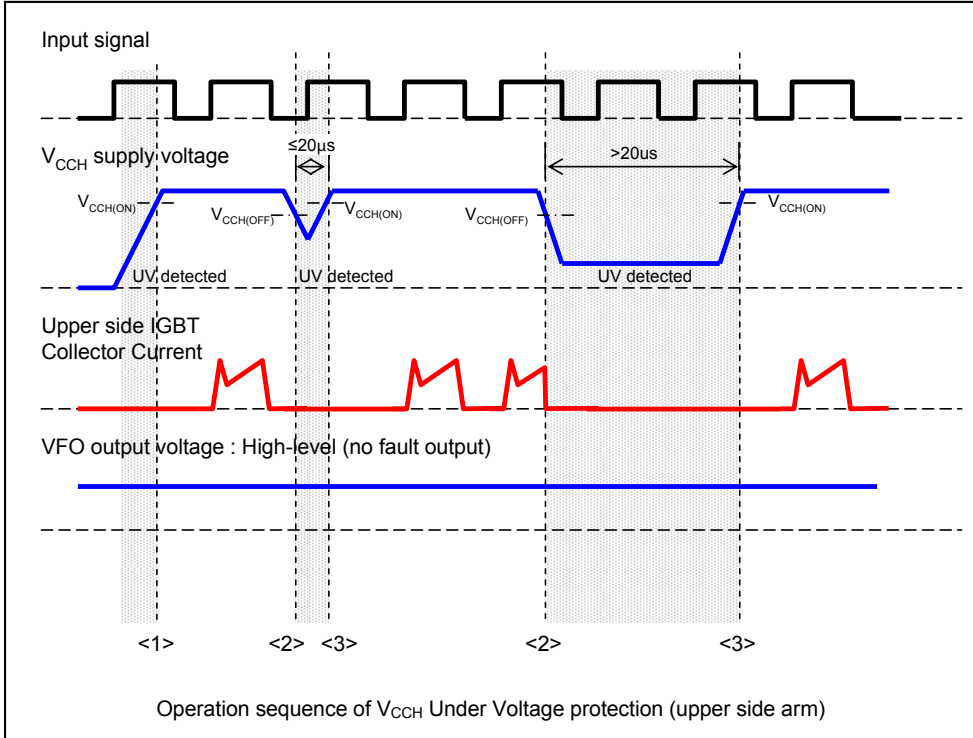 Input signal
≤20µs
>20us
VCCH supply voltage
VCCH(ON)
VCCH(OFF)
VCCH(ON)
VCCH(OFF)
VCCH(ON)
UV detected
UV detected
UV detected
Upper side IGBT
Collector Current
VFO output voltage : High-level (no fault output)
<1>
<2>
<3>
<2>
<3>
Operation sequence of VCCH Under Voltage protection (upper side arm)